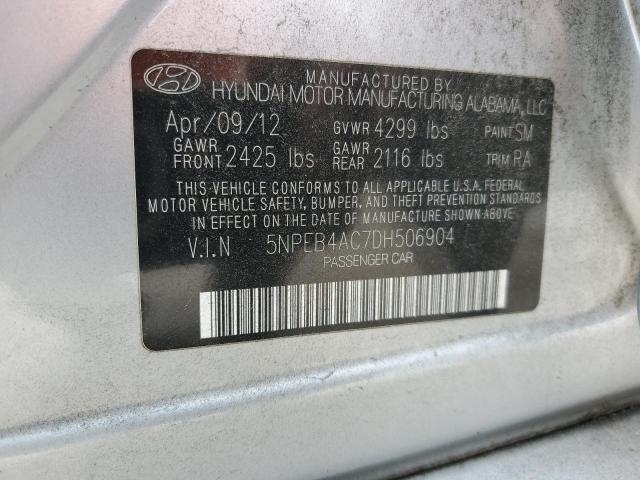 MANUFACTURED BY
HYUNDAI MOTOR MANUFACTURING ALABAMA, LLC
Apr/09/12 GVWR 4299 lbs PAINT SM
GAWR FRONT 2425 lbs GAWR REAR 2116 lbs TRIM RA
THIS VEHICLE CONFORMS TO ALL APPLICABLE U.S.A. FEDERAL
MOTOR VEHICLE SAFETY, BUMPER, AND THEFT PREVENTION STANDARDS
IN EFFECT ON THE DATE OF MANUFACTURE SHOWN ABOVE.
V.I.N 5NPEB4AC7DH506904
PASSENGER CAR